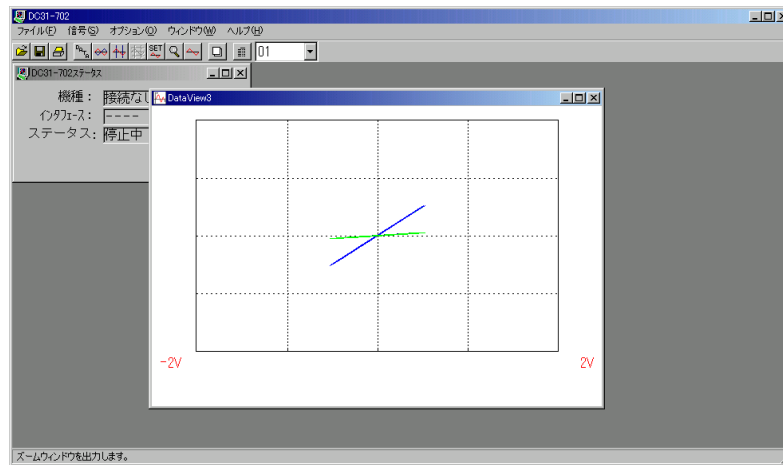 DC31-702
ファイル(F) 信号(S) オプション(O) ウィンドウ(W) ヘルプ(H)
SET 01
DC31-702ステータス
機種： 接続なし
インタフェース： ----
ステータス： 停止中
DataView3
-2V 2V
ズームウィンドウを出力します。